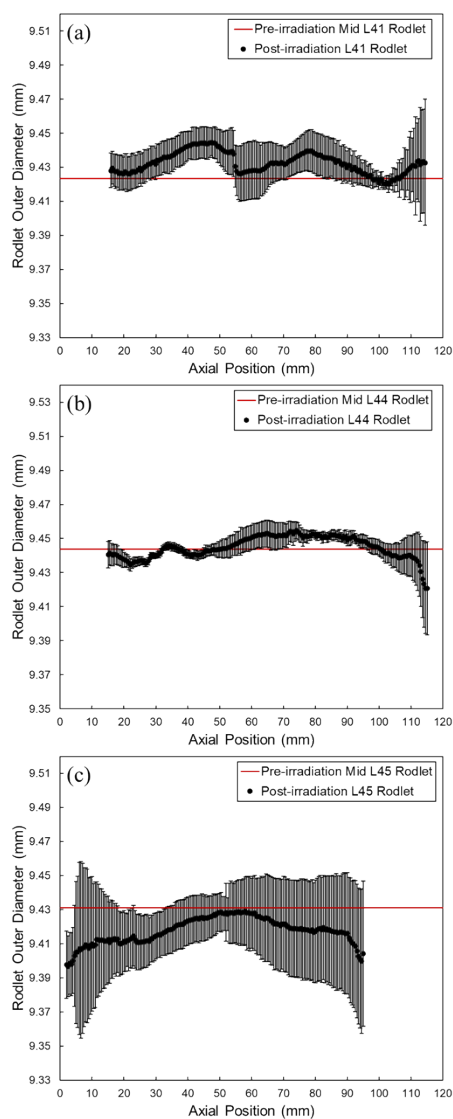 (a)
Pre-irradiation Mid L41 Rodlet
Post-irradiation L41 Rodlet
Rodlet Outer Diameter (mm)
9.51
9.49
9.47
9.45
9.43
9.41
9.39
9.37
9.35
9.33
0 10 20 30 40 50 60 70 80 90 100 110 120
Axial Position (mm)
(b)
Pre-irradiation Mid L44 Rodlet
Post-irradiation L44 Rodlet
Rodlet Outer Diameter (mm)
9.53
9.51
9.49
9.47
9.45
9.43
9.41
9.39
9.37
9.35
0 10 20 30 40 50 60 70 80 90 100 110 120
Axial Position (mm)
(c)
Pre-irradiation Mid L45 Rodlet
Post-irradiation L45 Rodlet
Rodlet Outer Diameter (mm)
9.51
9.49
9.47
9.45
9.43
9.41
9.39
9.37
9.35
9.33
0 10 20 30 40 50 60 70 80 90 100 110 120
Axial Position (mm)